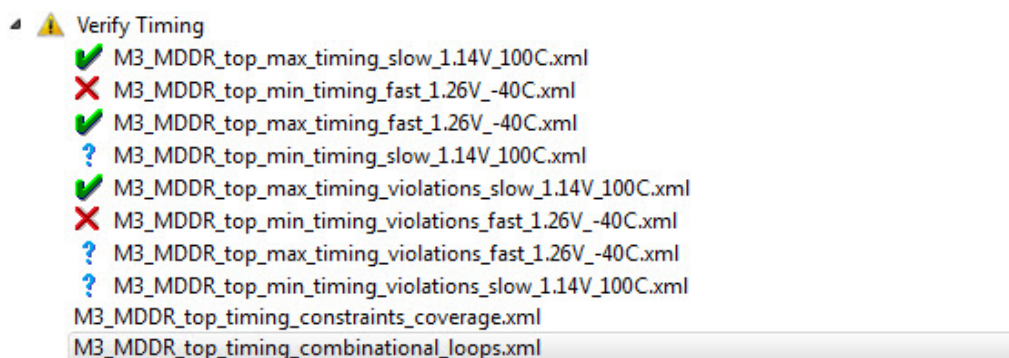 Verify Timing
M3_MDDR_top_max_timing_slow_1.14V_100C.xml
M3_MDDR_top_min_timing_fast_1.26V_-40C.xml
M3_MDDR_top_max_timing_fast_1.26V_-40C.xml
M3_MDDR_top_min_timing_slow_1.14V_100C.xml
M3_MDDR_top_max_timing_violations_slow_1.14V_100C.xml
M3_MDDR_top_min_timing_violations_fast_1.26V_-40C.xml
M3_MDDR_top_max_timing_violations_fast_1.26V_-40C.xml
M3_MDDR_top_min_timing_violations_slow_1.14V_100C.xml
M3_MDDR_top_timing_constraints_coverage.xml
M3_MDDR_top_timing_combinational_loops.xml